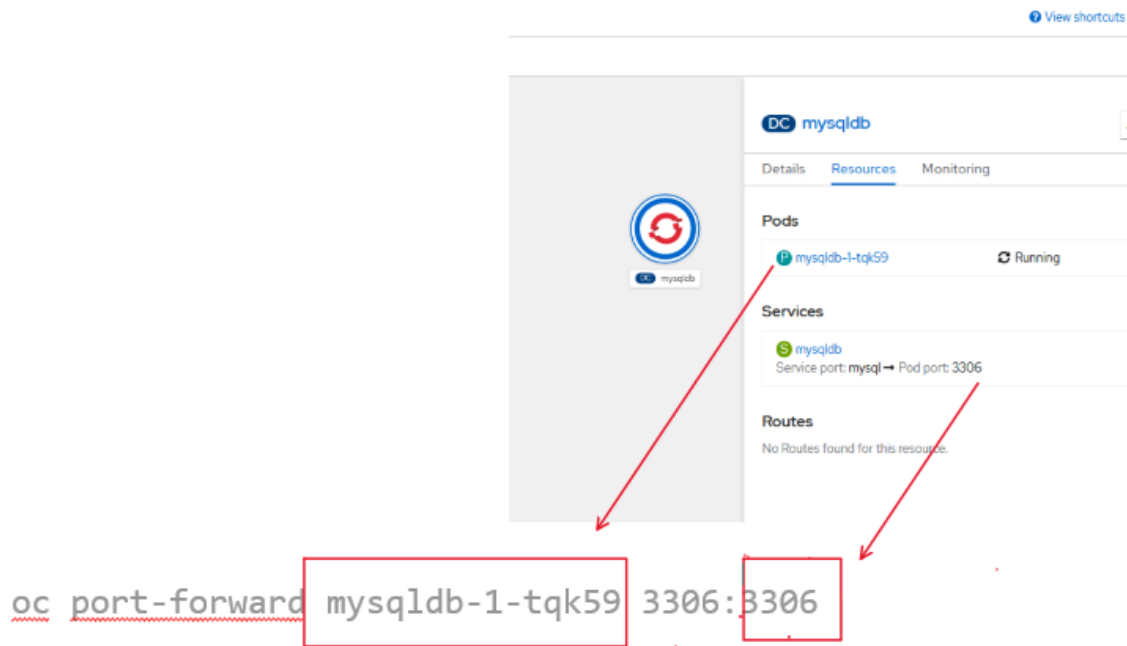 View shortcuts
DC mysqldb
Details Resources Monitoring
Pods
P mysqldb-1-tqk59 Running
DC mysqldb
Services
S mysqldb
Service port: mysql → Pod port: 3306
Routes
No Routes found for this resource.
oc port-forward mysqldb-1-tqk59 3306:3306